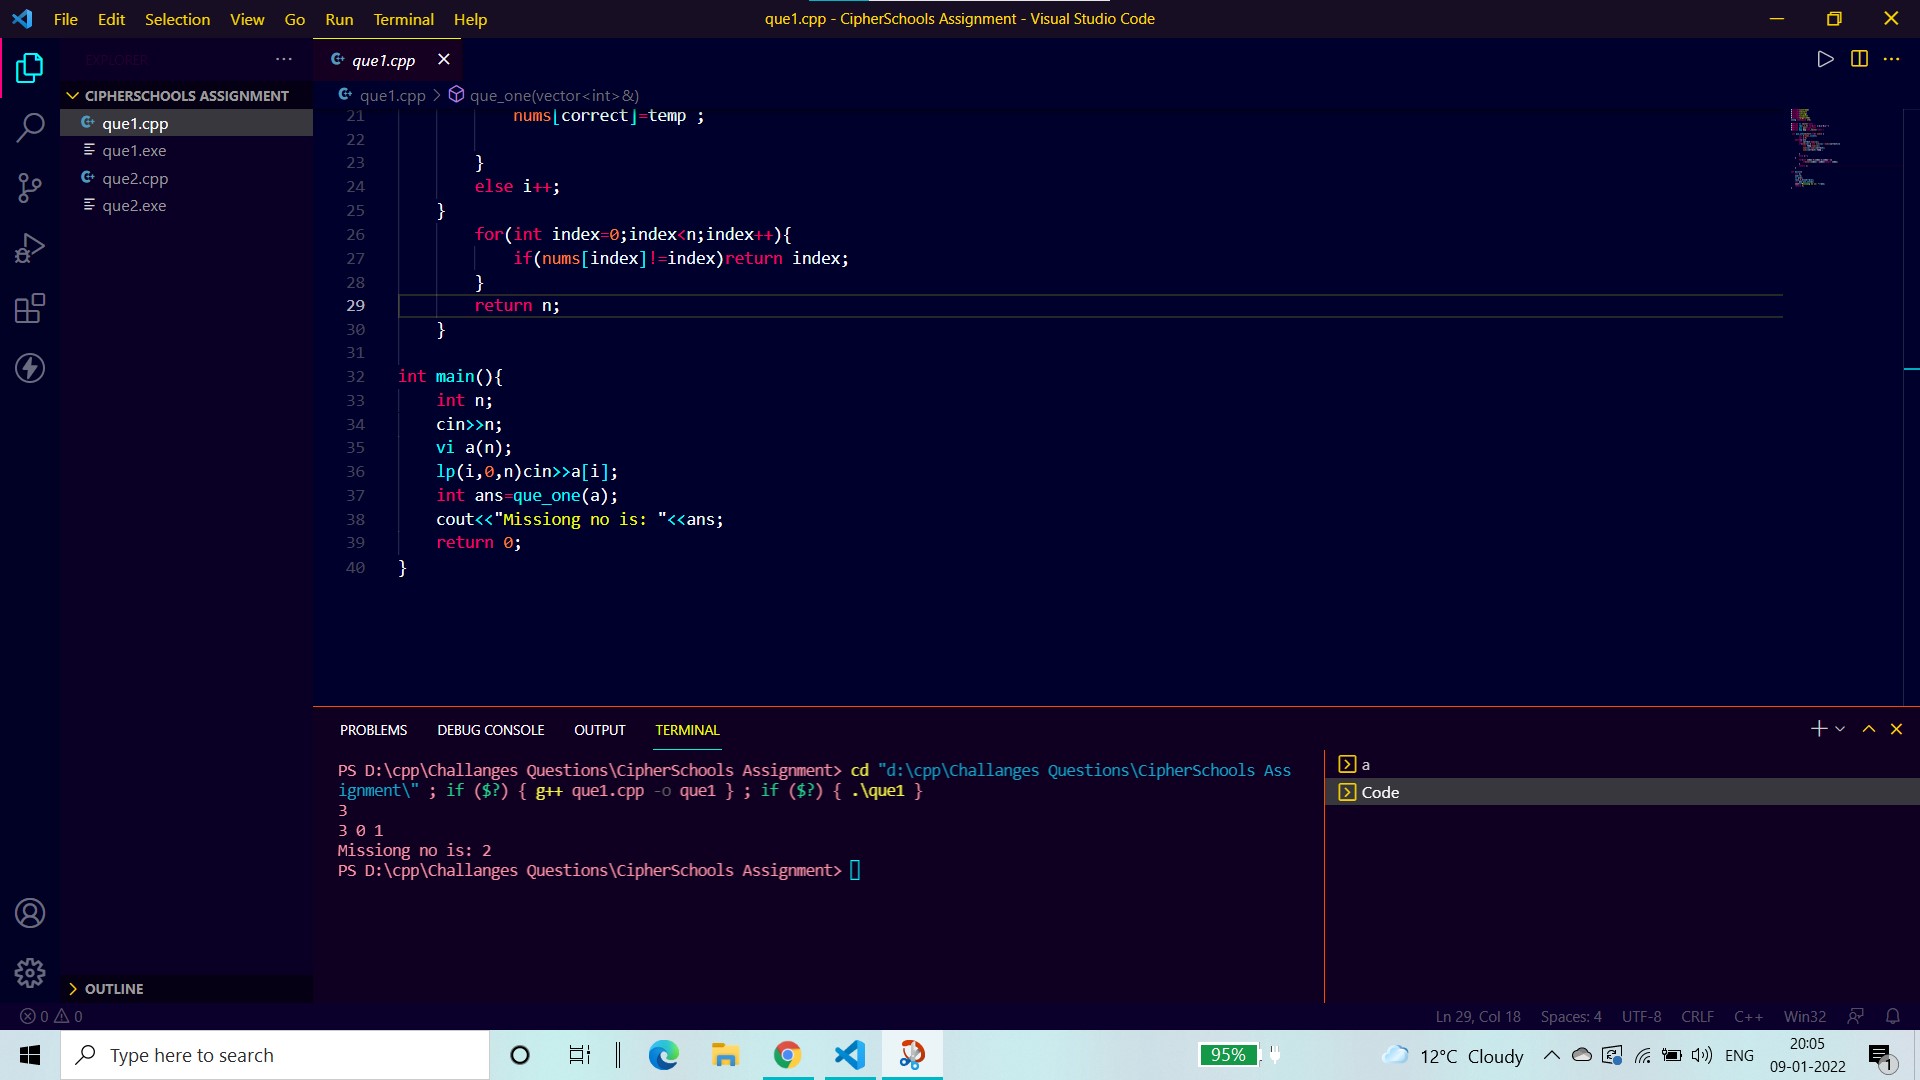 File Edit Selection View Go Run Terminal Help
que1.cpp - CipherSchools Assignment - Visual Studio Code
EXPLORER
CIPHERSCHOOLS ASSIGNMENT
que1.cpp
que1.exe
que2.cpp
que2.exe
OUTLINE
que1.cpp
que1.cpp > que_one(vector<int>&)
21 nums[correct]=temp ;
22
23 }
24 else i++;
25 }
26 for(int index=0;index<n;index++){
27 if(nums[index]!=index)return index;
28 }
29 return n;
30 }
31
32 int main(){
33 int n;
34 cin>>n;
35 vi a(n);
36 lp(i,0,n)cin>>a[i];
37 int ans=que_one(a);
38 cout<<"Missiong no is: "<<ans;
39 return 0;
40 }
PROBLEMS DEBUG CONSOLE OUTPUT TERMINAL
PS D:\cpp\Challanges Questions\CipherSchools Assignment> cd "d:\cpp\Challanges Questions\CipherSchools Ass
ignment\" ; if ($?) { g++ que1.cpp -o que1 } ; if ($?) { .\que1 }
3
3 0 1
Missiong no is: 2
PS D:\cpp\Challanges Questions\CipherSchools Assignment>
a
Code
0 0
Ln 29, Col 18 Spaces: 4 UTF-8 CRLF C++ Win32
Type here to search
95%
12°C Cloudy
ENG
20:05
09-01-2022
1